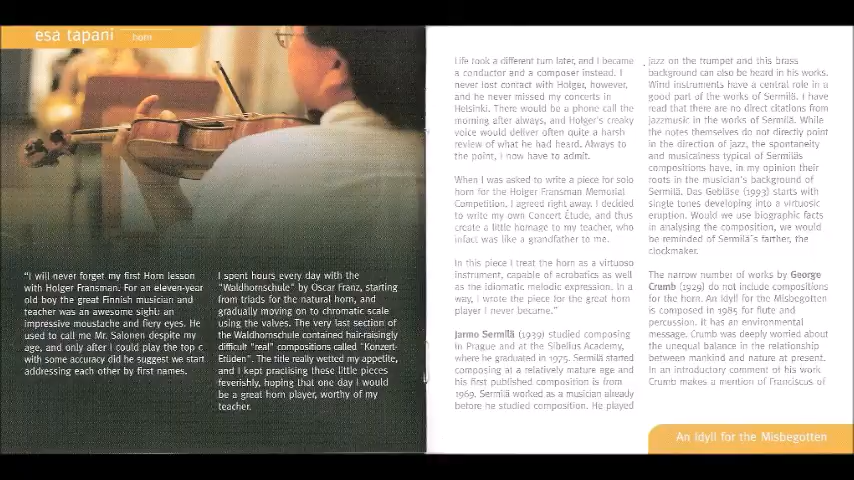 esa tapani horn
"I will never forget my first Horn lesson
with Holger Fransman. For an eleven-year
old boy the great Finnish musician and
teacher was an awesome sight: an
impressive moustache and fiery eyes. He
used to call me Mr. Salonen despite my
age, and only after I could play the top c
with some accuracy did he suggest we start
addressing each other by first names.
I spent hours every day with the
"Waldhornschule" by Oscar Franz, starting
from triads for the natural horn, and
gradually moving on to chromatic scale
using the valves. The very last section of
the Waldhornschule contained hair-raisingly
difficult "real" compositions called "Konzert-
Etüden". The title really wetted my appetite,
and I kept practising these little pieces
feverishly, hoping that one day I would
be a great horn player, worthy of my
teacher.
Life took a different turn later, and I became
a conductor and a composer instead. I
never lost contact with Holger, however,
and he never missed my concerts in
Helsinki. There would be a phone call the
morning after always, and Holger's creaky
voice would deliver often quite a harsh
review of what he had heard. Always to
the point, I now have to admit.
When I was asked to write a piece for solo
horn for the Holger Fransman Memorial
Competition, I agreed right away. I decided
to write my own Concert Étude, and thus
create a little homage to my teacher, who
infact was like a grandfather to me.
In this piece I treat the horn as a virtuoso
instrument, capable of acrobatics as well
as the idiomatic melodic expression. In a
way, I wrote the piece for the great horn
player I never became."
Jarmo Sermilä (1939) studied composing
in Prague and at the Sibelius Academy,
where he graduated in 1975. Sermilä started
composing at a relatively mature age and
his first published composition is from
1969. Sermilä worked as a musician already
before he studied composition. He played
jazz on the trumpet and this brass
background can also be heard in his works.
Wind instruments have a central role in a
good part of the works of Sermilä. I have
read that there are no direct citations from
jazzmusic in the works of Sermilä. While
the notes themselves do not directly point
in the direction of jazz, the spontaneity
and musicalness typical of Sermiläs
compositions have, in my opinion their
roots in the musician's background of
Sermilä. Das Gebläse (1993) starts with
single tones developing into a virtuosic
eruption. Would we use biographic facts
in analysing the composition, we would
be reminded of Sermilä's farther, the
clockmaker.
The narrow number of works by George
Crumb (1929) do not include compositions
for the horn. An Idyll for the Misbegotten
is composed in 1985 for flute and
percussion. It has an environmental
message. Crumb was deeply worried about
the unequal balance in the relationship
between mankind and nature at present.
In an introductory comment of his work
Crumb makes a mention of Franciscus of
An Idyll for the Misbegotten